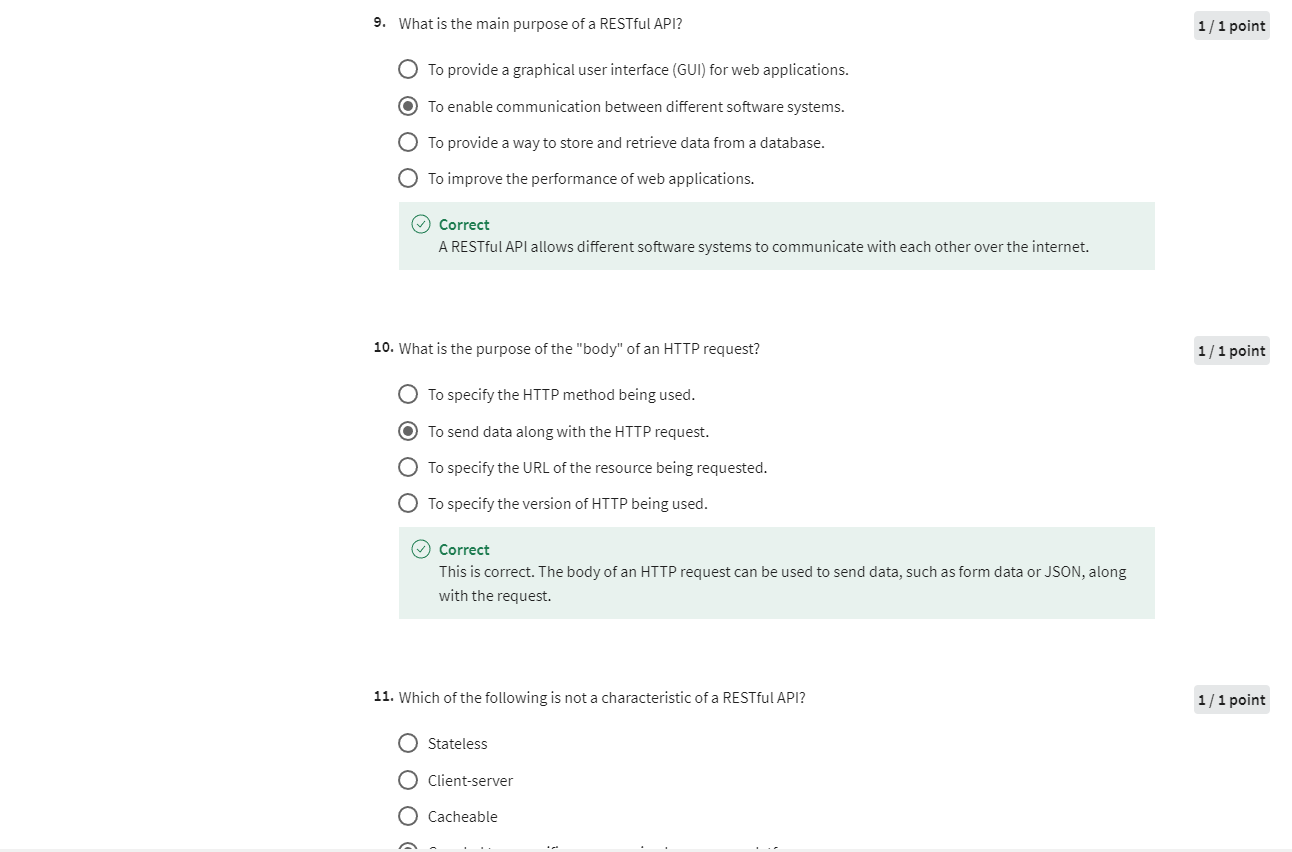 9. What is the main purpose of a RESTful API?
1 / 1 point
To provide a graphical user interface (GUI) for web applications.
To enable communication between different software systems.
To provide a way to store and retrieve data from a database.
To improve the performance of web applications.
Correct
A RESTful API allows different software systems to communicate with each other over the internet.
10. What is the purpose of the "body" of an HTTP request?
1 / 1 point
To specify the HTTP method being used.
To send data along with the HTTP request.
To specify the URL of the resource being requested.
To specify the version of HTTP being used.
Correct
This is correct. The body of an HTTP request can be used to send data, such as form data or JSON, along
with the request.
11. Which of the following is not a characteristic of a RESTful API?
1 / 1 point
Stateless
Client-server
Cacheable